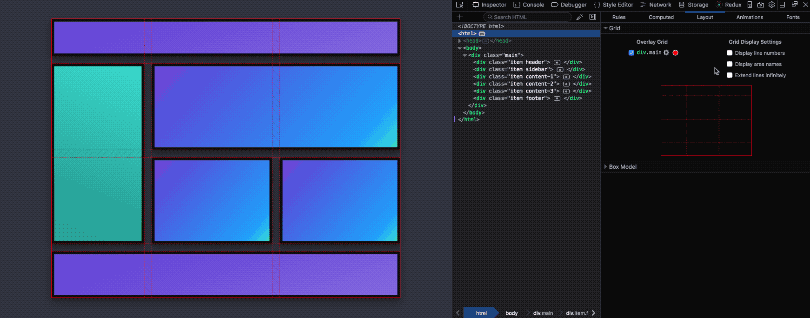 Inspector Console Debugger Style Editor Network Storage Redux
Search HTML
Rules Computed Layout Animations Fonts
<!DOCTYPE html>
<html>
<head> </head>
<body>
<div class="main">
<div class="item header"> </div>
<div class="item sidebar"> </div>
<div class="item content-1"> </div>
<div class="item content-2"> </div>
<div class="item content-3"> </div>
<div class="item footer"> </div>
</div>
</body>
</html>
Grid
Overlay Grid
div.main
Grid Display Settings
Display line numbers
Display area names
Extend lines infinitely
Box Model
html body div.main div.item.f